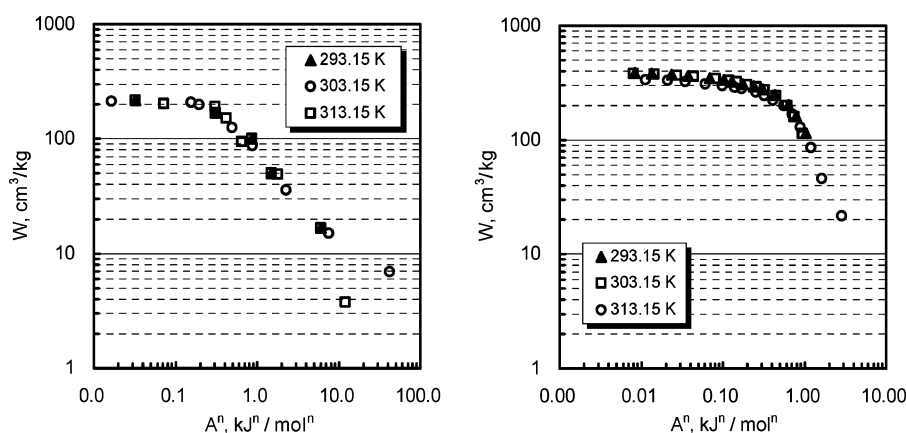 1000
100
10
1
W, cm³/kg
293.15 K
303.15 K
313.15 K
0.0 0.1 1.0 10.0 100.0
Aⁿ, kJⁿ / molⁿ
1000
100
10
1
W, cm³/kg
293.15 K
303.15 K
313.15 K
0.00 0.01 0.10 1.00 10.00
Aⁿ, kJⁿ / molⁿ